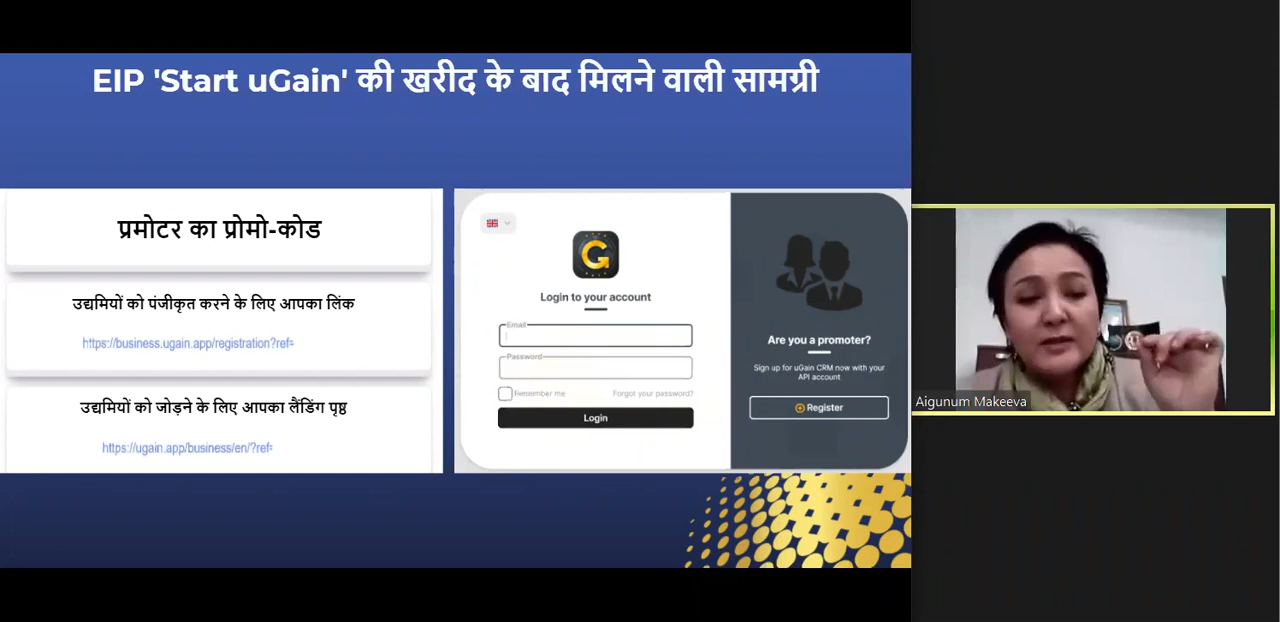 EIP 'Start uGain' की खरीद के बाद मिलने वाली सामग्री
प्रमोटर का प्रोमो-कोड
उद्यमियों को पंजीकृत करने के लिए आपका लिंक
https://business.ugain.app/registration?ref=
उद्यमियों को जोड़ने के लिए आपका लैंडिंग पृष्ठ
https://ugain.app/business/en/?ref=
G
Login to your account
Email
Password
Remember me
Forgot your password?
Login
Are you a promoter?
Sign up for uGain CRM now with your
API account
Register
Aigunum Makeeva